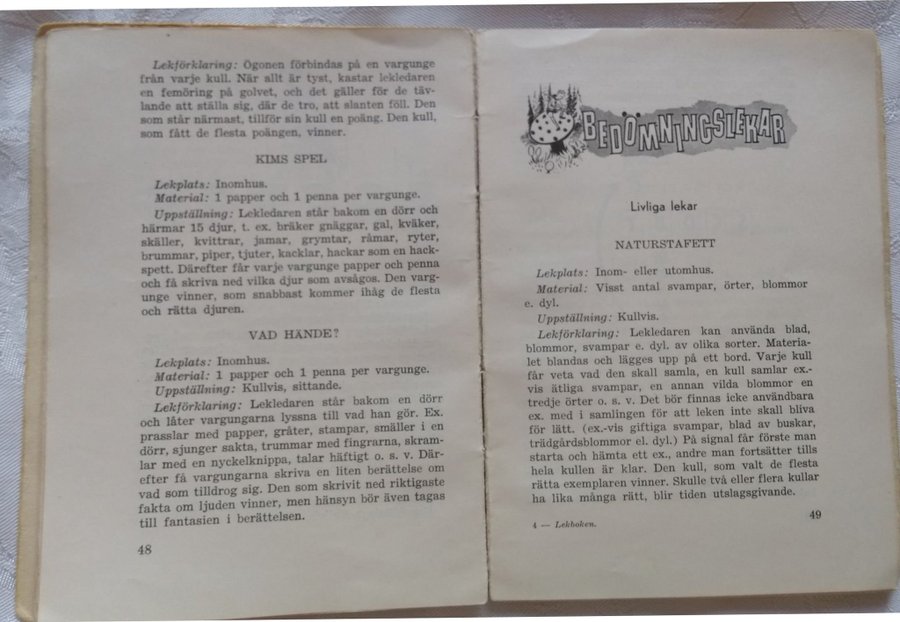 Lekförklaring: Ögonen förbindas på en vargunge
från varje kull. När allt är tyst, kastar lekledaren
en femöring på golvet, och det gäller för de täv-
lande att ställa sig, där de tro, att slanten föll. Den
som står närmast, tillför sin kull en poäng. Den kull,
som fått de flesta poängen, vinner.
KIMS SPEL
Lekplats: Inomhus.
Material: 1 papper och 1 penna per vargunge.
Uppställning: Lekledaren står bakom en dörr och
härmar 15 djur, t. ex. bräker gnäggar, gal, kväker,
skäller, kvittrar, jamar, grymtar, råmar, ryter,
brummar, piper, tjuter, kacklar, hackar som en hack-
spett. Därefter får varje vargunge papper och penna
och få skriva ned vilka djur som avsågos. Den varg-
unge vinner, som snabbast kommer ihåg de flesta
och rätta djuren.
VAD HÄNDE?
Lekplats: Inomhus.
Material: 1 papper och 1 penna per vargunge.
Uppställning: Kullvis, sittande.
Lekförklaring: Lekledaren står bakom en dörr
och låter vargungarna lyssna till vad han gör. Ex.
prasslar med papper, gråter, stampar, smäller i en
dörr, sjunger sakta, trummar med fingrarna, skram-
lar med en nyckelknippa, talar häftigt o. s. v. Där-
efter få vargungarna skriva en liten berättelse om
vad som tilldrog sig. Den som skrivit ned riktigaste
fakta om ljuden vinner, men hänsyn bör även tagas
till fantasien i berättelsen.
48
BEDÖMNINGSLEKAR
Livliga lekar
NATURSTAFETT
Lekplats: Inom- eller utomhus.
Material: Visst antal svampar, örter, blommor
e. dyl.
Uppställning: Kullvis.
Lekförklaring: Lekledaren kan använda blad,
blommor, svampar e. dyl. av olika sorter. Materia-
let blandas och lägges upp på ett bord. Varje kull
får veta vad den skall samla, en kull samlar ex.-
vis ätliga svampar, en annan vilda blommor en
tredje örter o. s. v. Det bör finnas icke användbara
ex. med i samlingen för att leken inte skall bliva
för lätt. (ex.-vis giftiga svampar, blad av buskar,
trädgårdsblommor el. dyl.) På signal får förste man
starta och hämta ett ex., andre man fortsätter tills
hela kullen är klar. Den kull, som valt de flesta
rätta exemplaren vinner. Skulle två eller flera kullar
ha lika många rätt, blir tiden utslagsgivande.
4 — Lekboken.
49